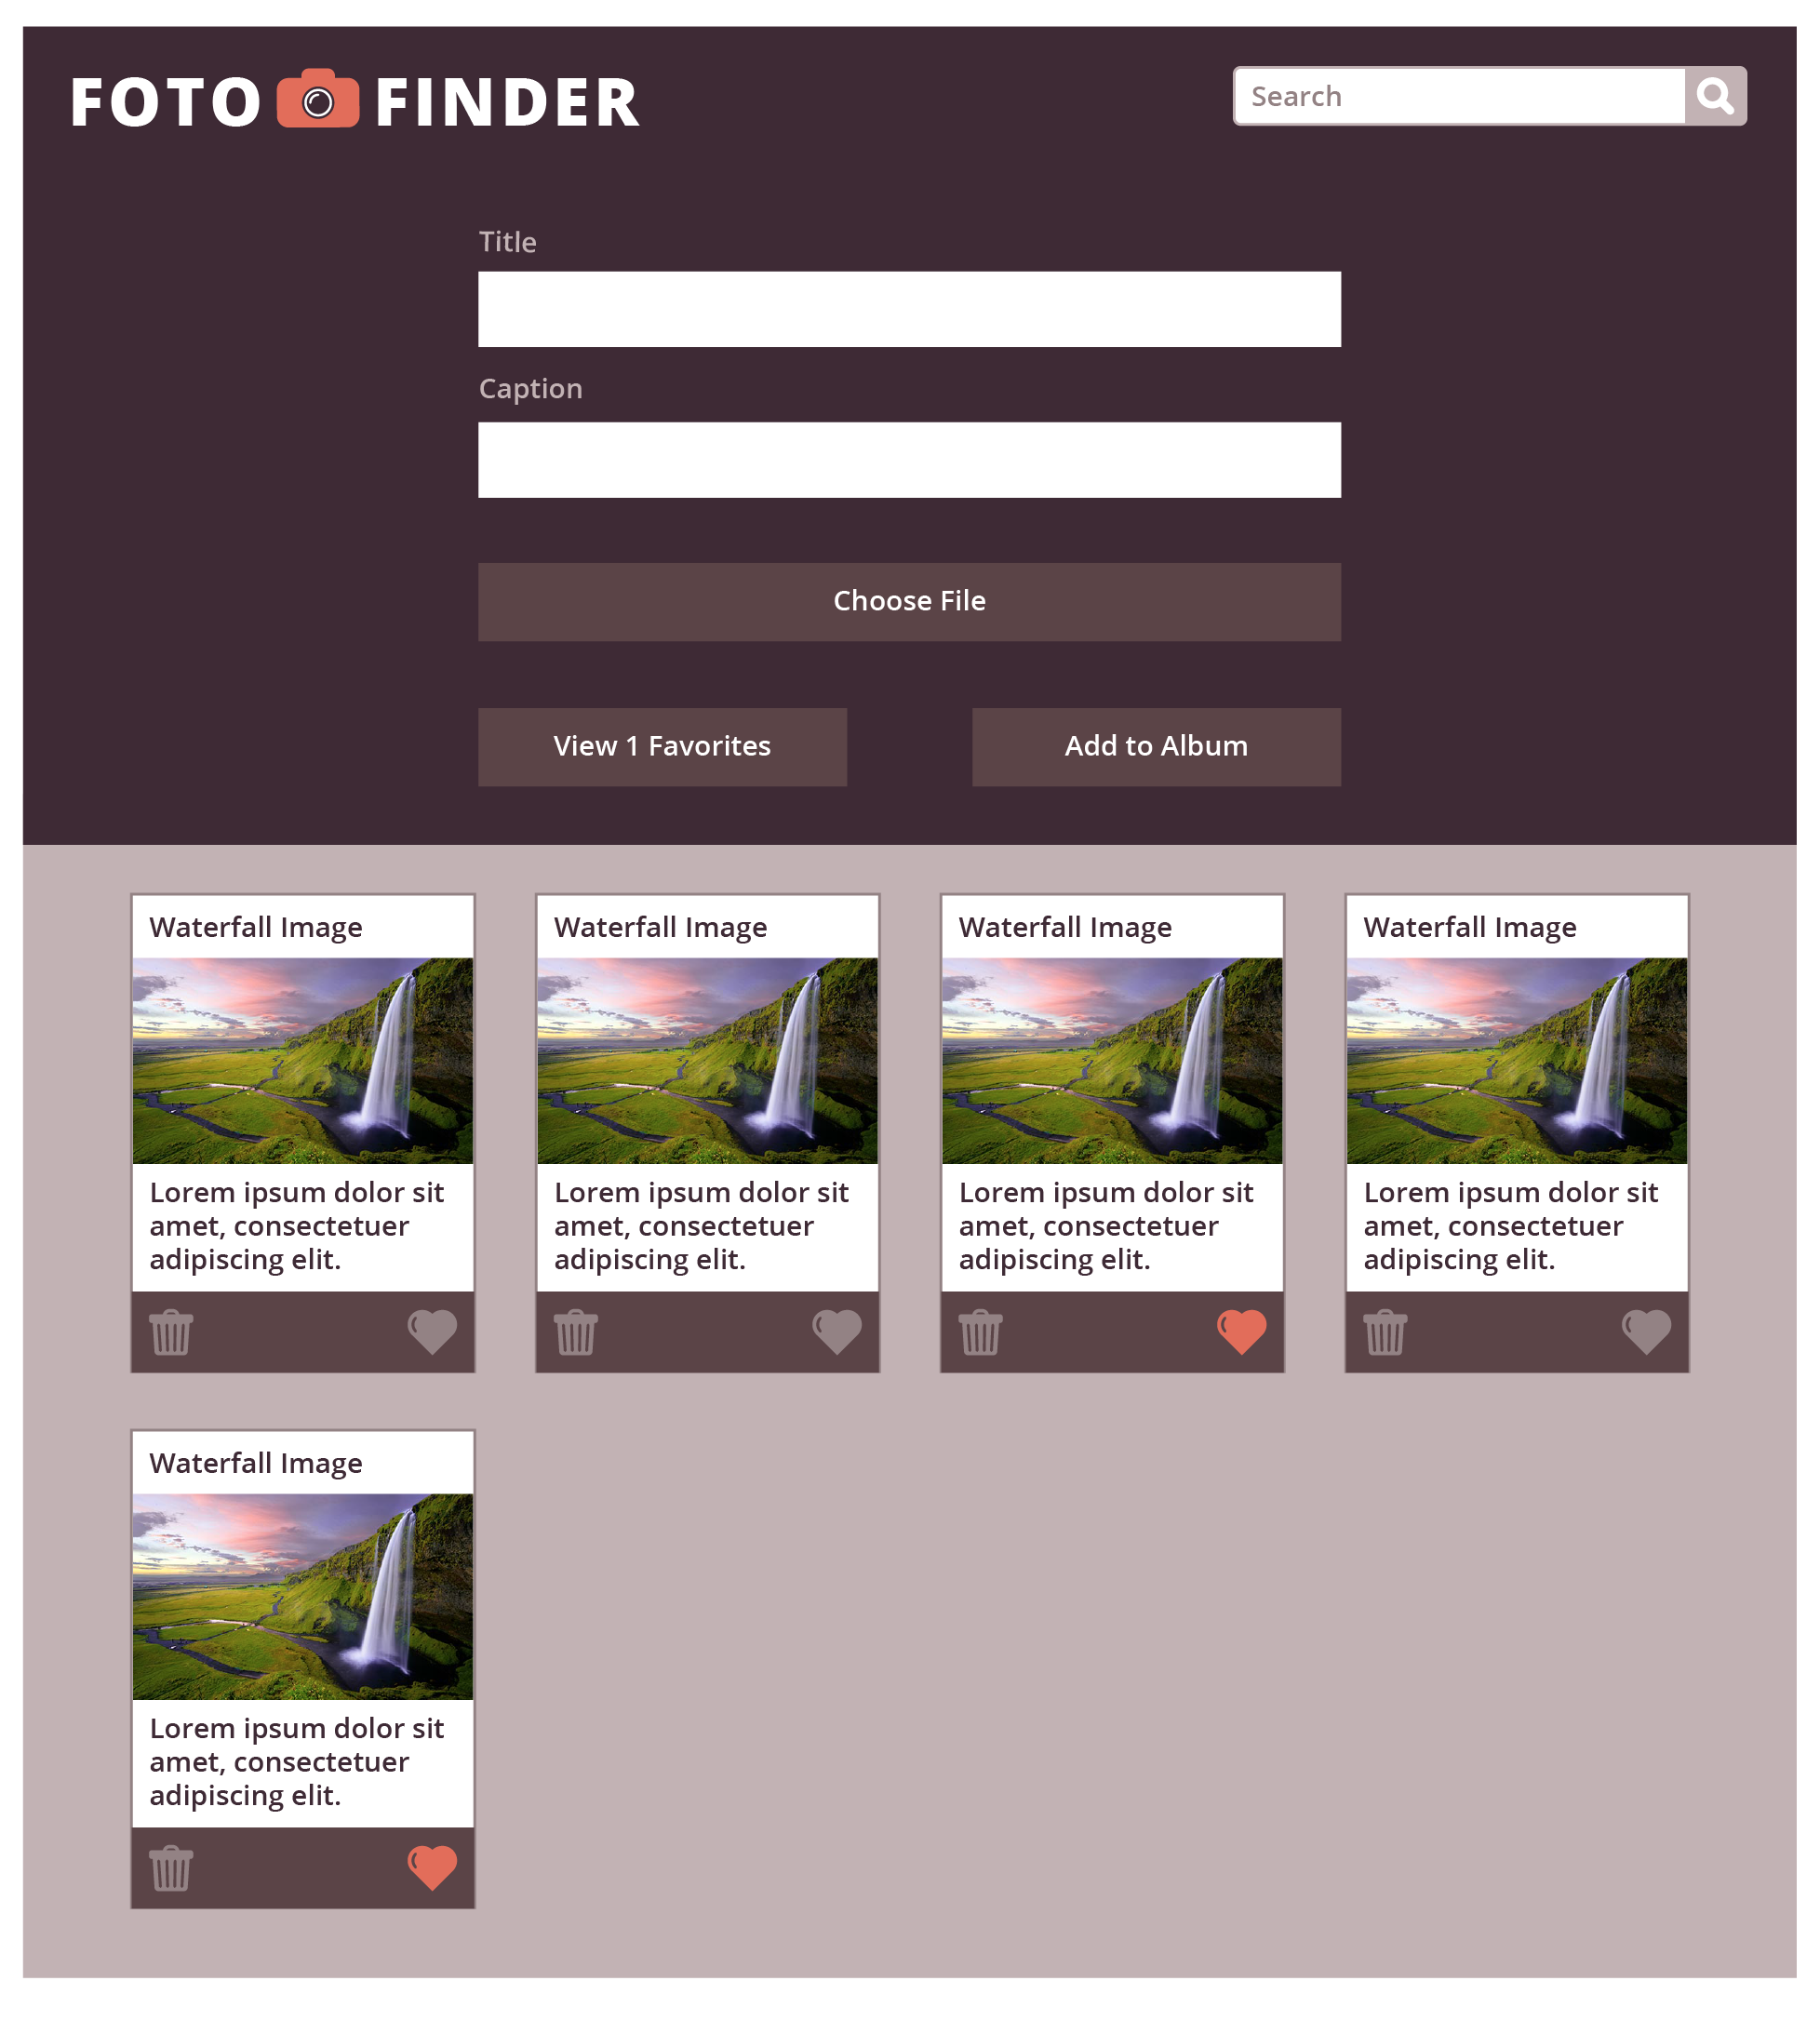 FOTO FINDER
Search
Title
Caption
Choose File
View 1 Favorites
Add to Album
Waterfall Image
Lorem ipsum dolor sit
amet, consectetuer
adipiscing elit.
Waterfall Image
Lorem ipsum dolor sit
amet, consectetuer
adipiscing elit.
Waterfall Image
Lorem ipsum dolor sit
amet, consectetuer
adipiscing elit.
Waterfall Image
Lorem ipsum dolor sit
amet, consectetuer
adipiscing elit.
Waterfall Image
Lorem ipsum dolor sit
amet, consectetuer
adipiscing elit.